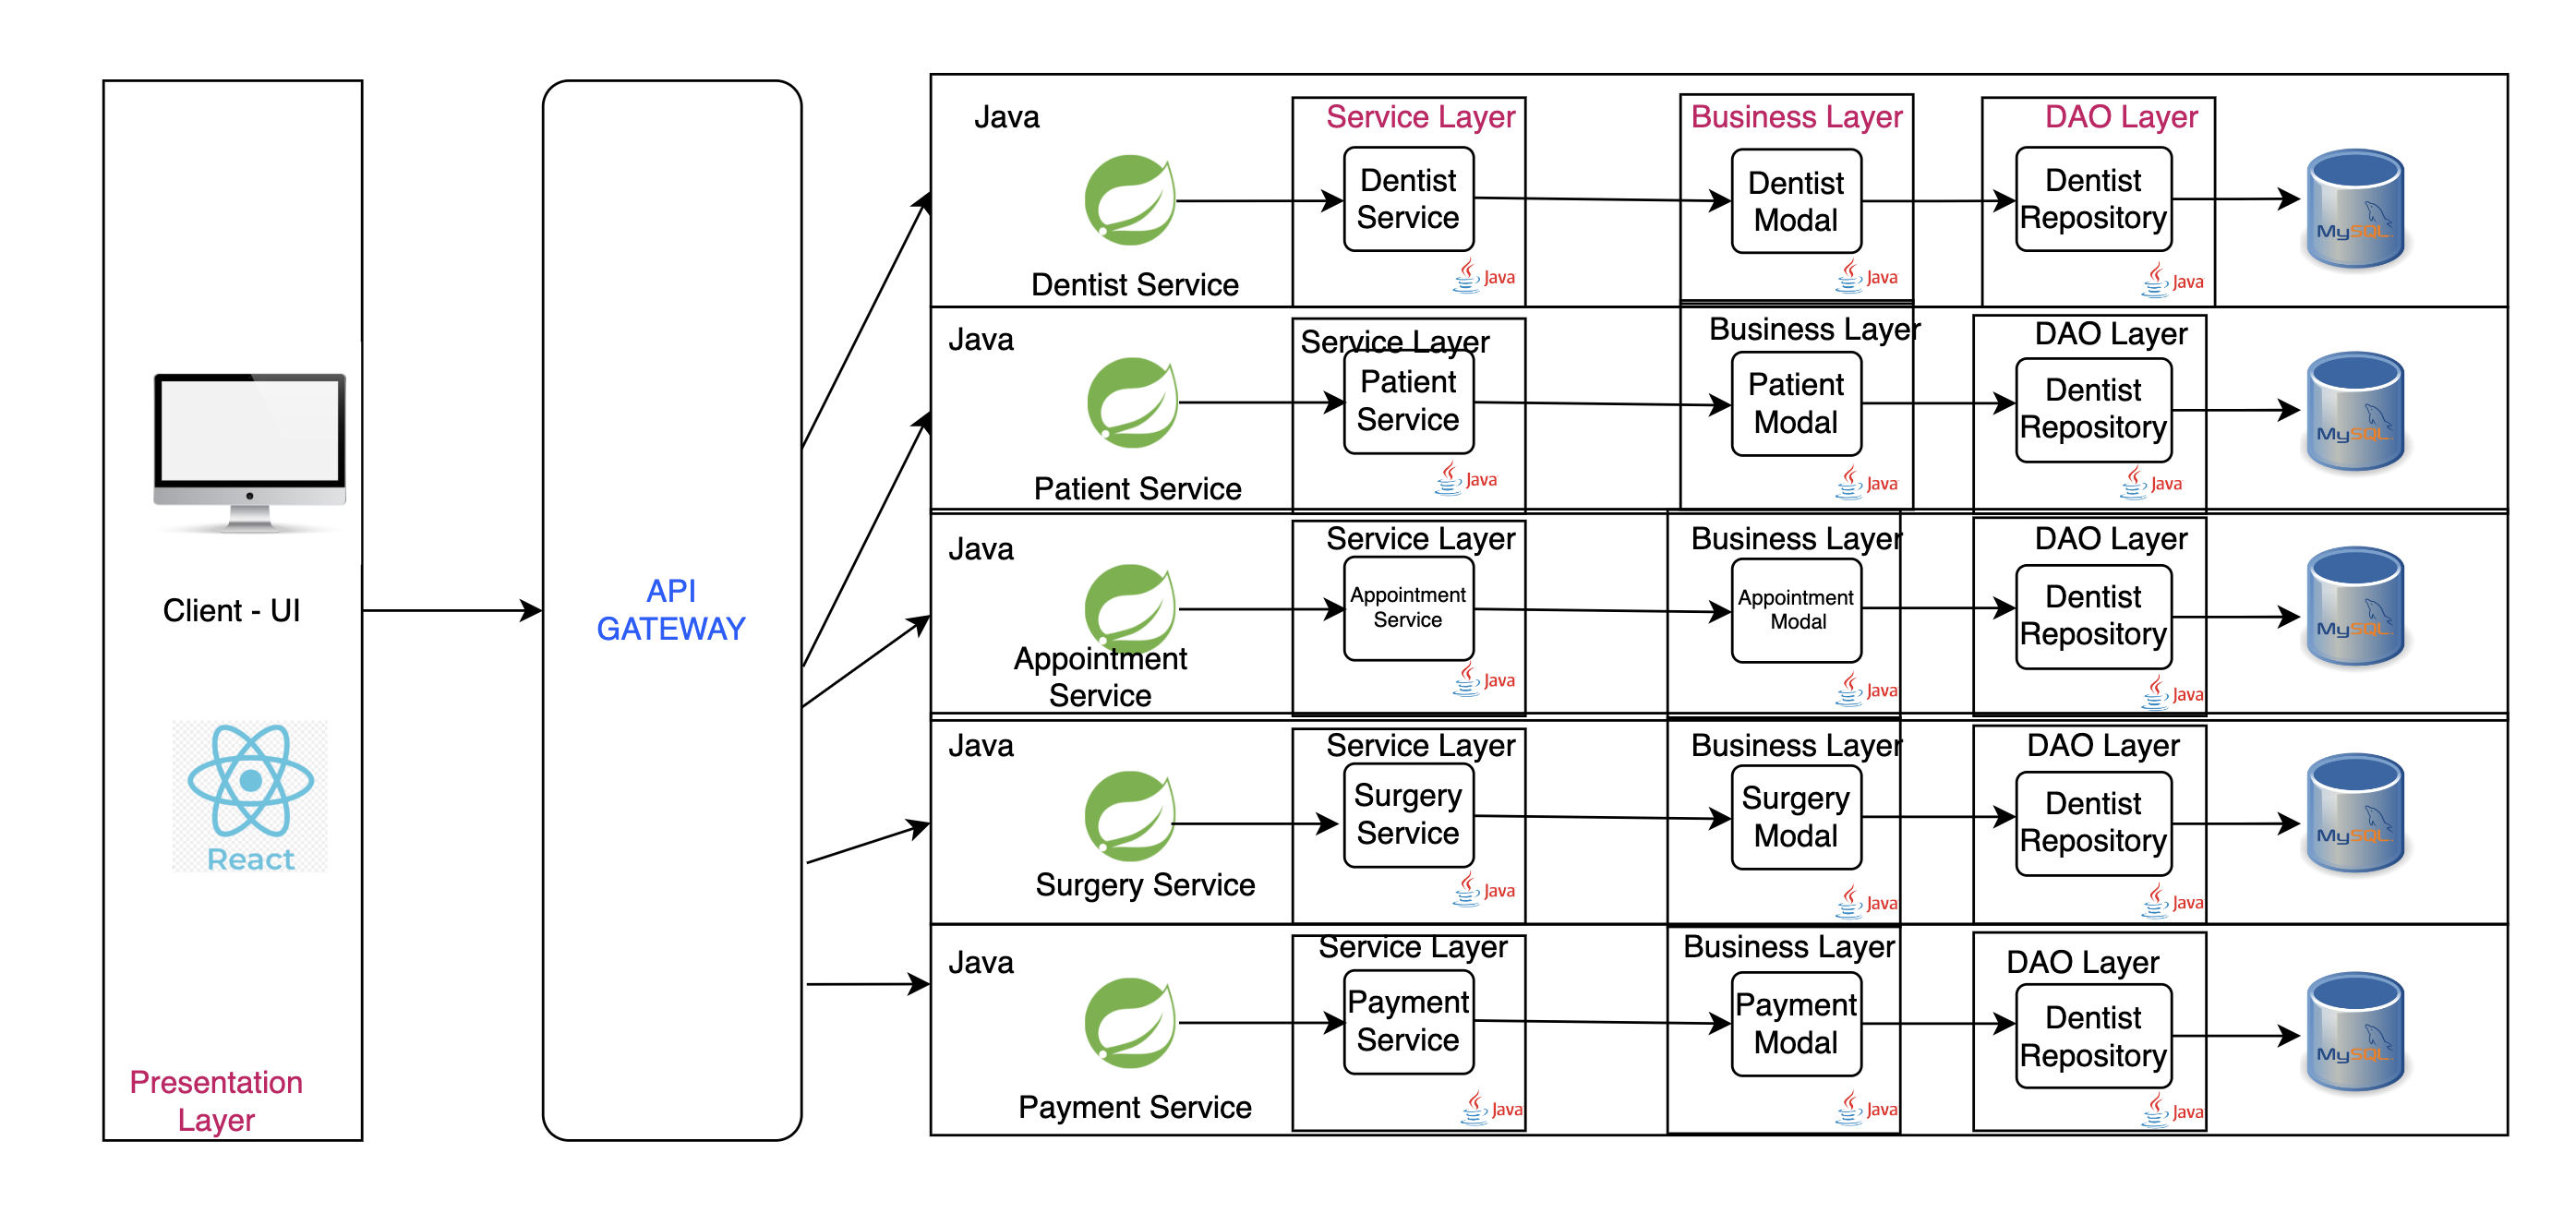 Client - UI
React
Presentation
Layer
API
GATEWAY
Java
Dentist Service
Service Layer
Dentist
Service
Java
Business Layer
Dentist
Modal
Java
DAO Layer
Dentist
Repository
Java
MySQL
Java
Patient Service
Service Layer
Patient
Service
Java
Business Layer
Patient
Modal
Java
DAO Layer
Dentist
Repository
Java
MySQL
Java
Appointment
Service
Service Layer
Appointment
Service
Java
Business Layer
Appointment
Modal
Java
DAO Layer
Dentist
Repository
Java
MySQL
Java
Surgery Service
Service Layer
Surgery
Service
Java
Business Layer
Surgery
Modal
Java
DAO Layer
Dentist
Repository
Java
MySQL
Java
Payment Service
Service Layer
Payment
Service
Java
Business Layer
Payment
Modal
Java
DAO Layer
Dentist
Repository
Java
MySQL